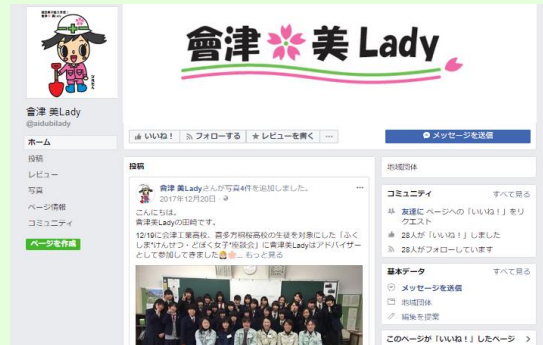 會津 美 Lady
會津 美Lady
@aidubilady
ホーム
投稿
レビュー
写真
ページ情報
コミュニティ
ページを作成
いいね！ フォローする レビューを書く …
メッセージを送信
投稿
會津 美Ladyさんが写真4件を追加しました。
2017年12月20日
こんにちは。
會津美Ladyの田崎です。
12/19に会津工業高校、喜多方桐桜高校の生徒を対象にした「ふく
しま"けんせつ・どぼく女子"座談会」に會津美Ladyはアドバイザー
として参加してきました … もっと見る
地域団体
コミュニティ すべて見る
友達に ページへの「いいね！」をリ
クエスト
28人が「いいね！」しました
28人がフォローしています
基本データ すべて見る
メッセージを送信
地域団体
編集を提案
このページが「いいね！」したページ